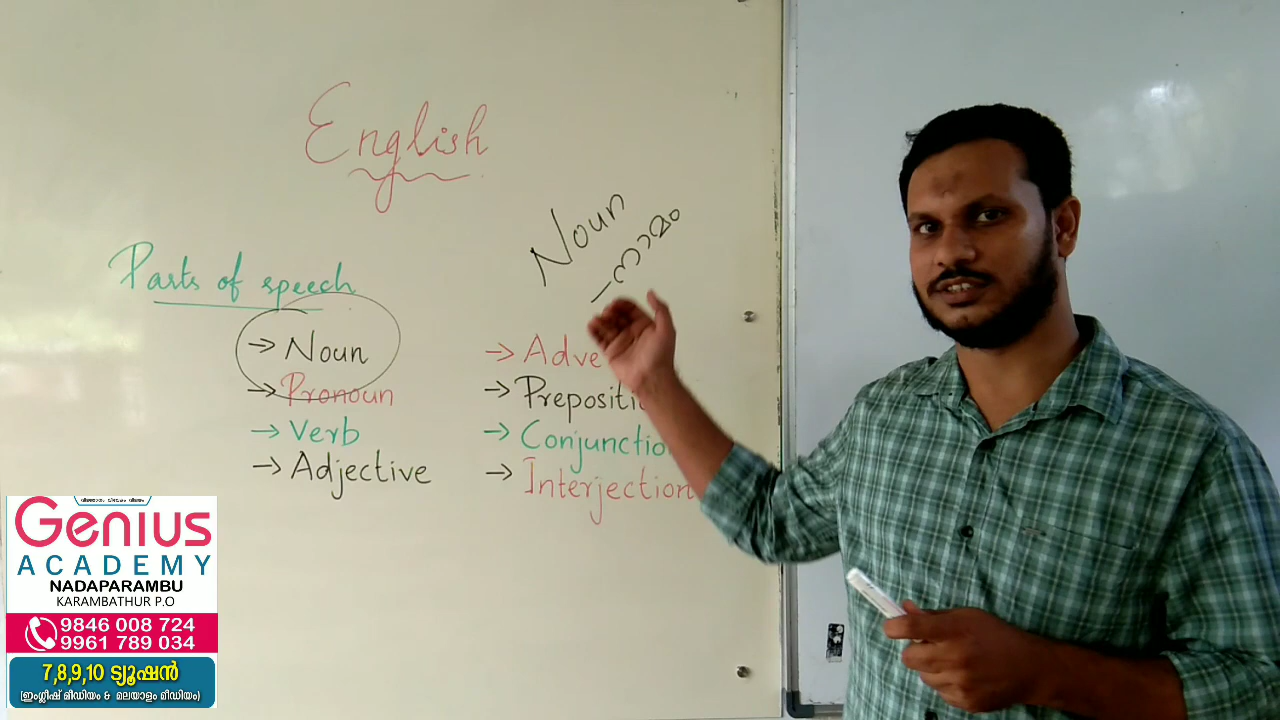 English
Noun
– നാമം
Parts of speech
→ Noun
→ Pronoun
→ Verb
→ Adjective
→ Adve
→ Prepositi
→ Conjunctio
→ Interjection
Genius
ACADEMY
NADAPARAMBU
KARAMBATHUR P.O
9846 008 724
9961 789 034
7,8,9,10 ട്യൂഷൻ
(ഇംഗ്ലീഷ് മീഡിയം & മലയാളം മീഡിയം)